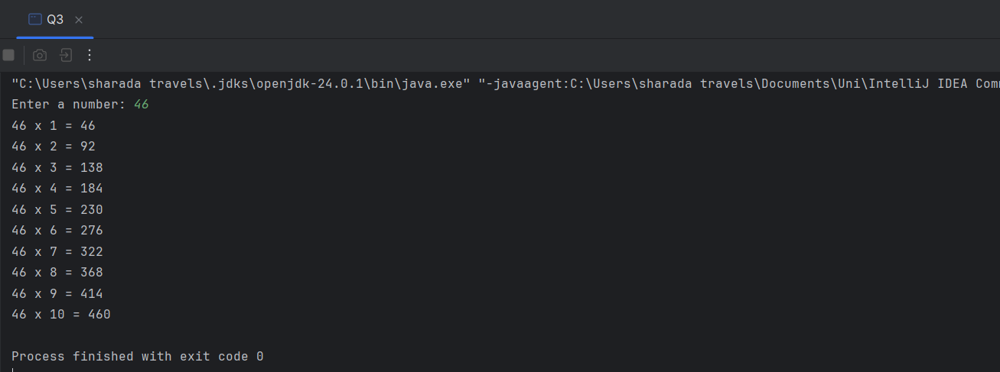 Q3
"C:\Users\sharada travels\.jdks\openjdk-24.0.1\bin\java.exe" "-javaagent:C:\Users\sharada travels\Documents\Uni\IntelliJ IDEA Com
Enter a number: 46
46 x 1 = 46
46 x 2 = 92
46 x 3 = 138
46 x 4 = 184
46 x 5 = 230
46 x 6 = 276
46 x 7 = 322
46 x 8 = 368
46 x 9 = 414
46 x 10 = 460
Process finished with exit code 0